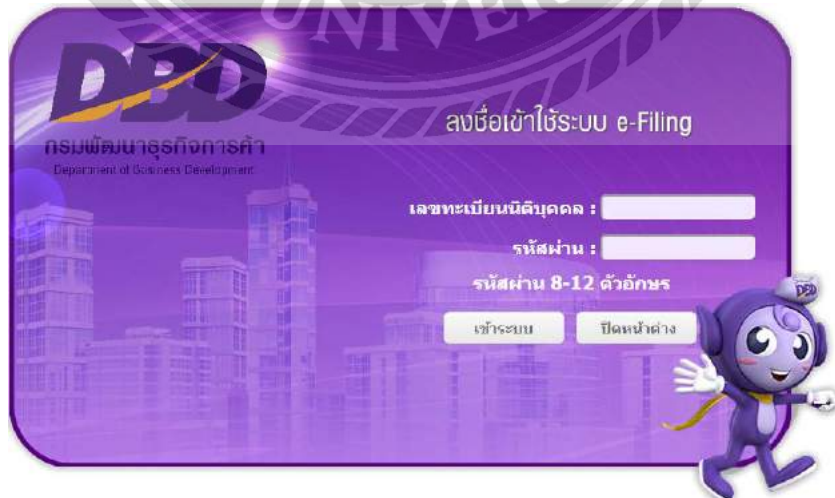 UNIVER
DBD
กรมพัฒนาธุรกิจการค้า
Department of Business Development
ลงชื่อเข้าใช้ระบบ e-Filing
เลขทะเบียนนิติบุคคล :
รหัสผ่าน :
รหัสผ่าน 8-12 ตัวอักษร
เข้าระบบ
ปิดหน้าต่าง
DBD